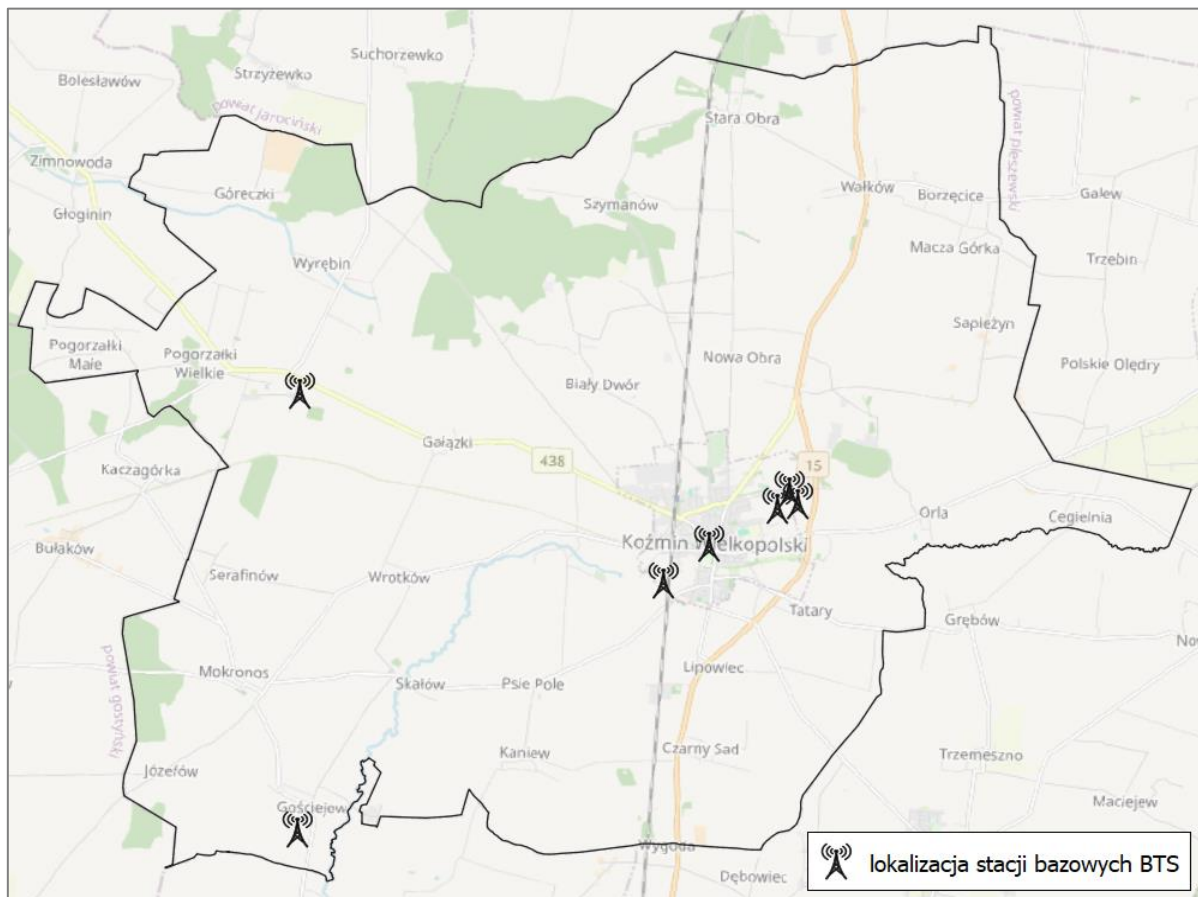 Suchorzewko
Strzyżewko
Bolesławów
powiat jarociński
Stara Obra
powiat pleszewski
Zimnowoda
Góreczki
Wałków
Borzęcice
Galew
Głoginin
Szymanów
Macza Górka
Trzebin
Wyrębin
Sapieżyn
Pogorzałki
Małe
Pogorzałki
Wielkie
Nowa Obra
Polskie Olędry
Biały Dwór
Gałązki
438
15
Kaczagórka
Orla
Cegielnia
Bułaków
Koźmin Wielkopolski
Serafinów
Wrotków
Tatary
Grębów
powiat gostyński
Mokronos
Skałów
Psie Pole
Lipowiec
Kaniew
Czarny Sad
Trzemeszno
Józefów
Gościejew
Maciejew
Wygoda
Dębowiec
lokalizacja stacji bazowych BTS